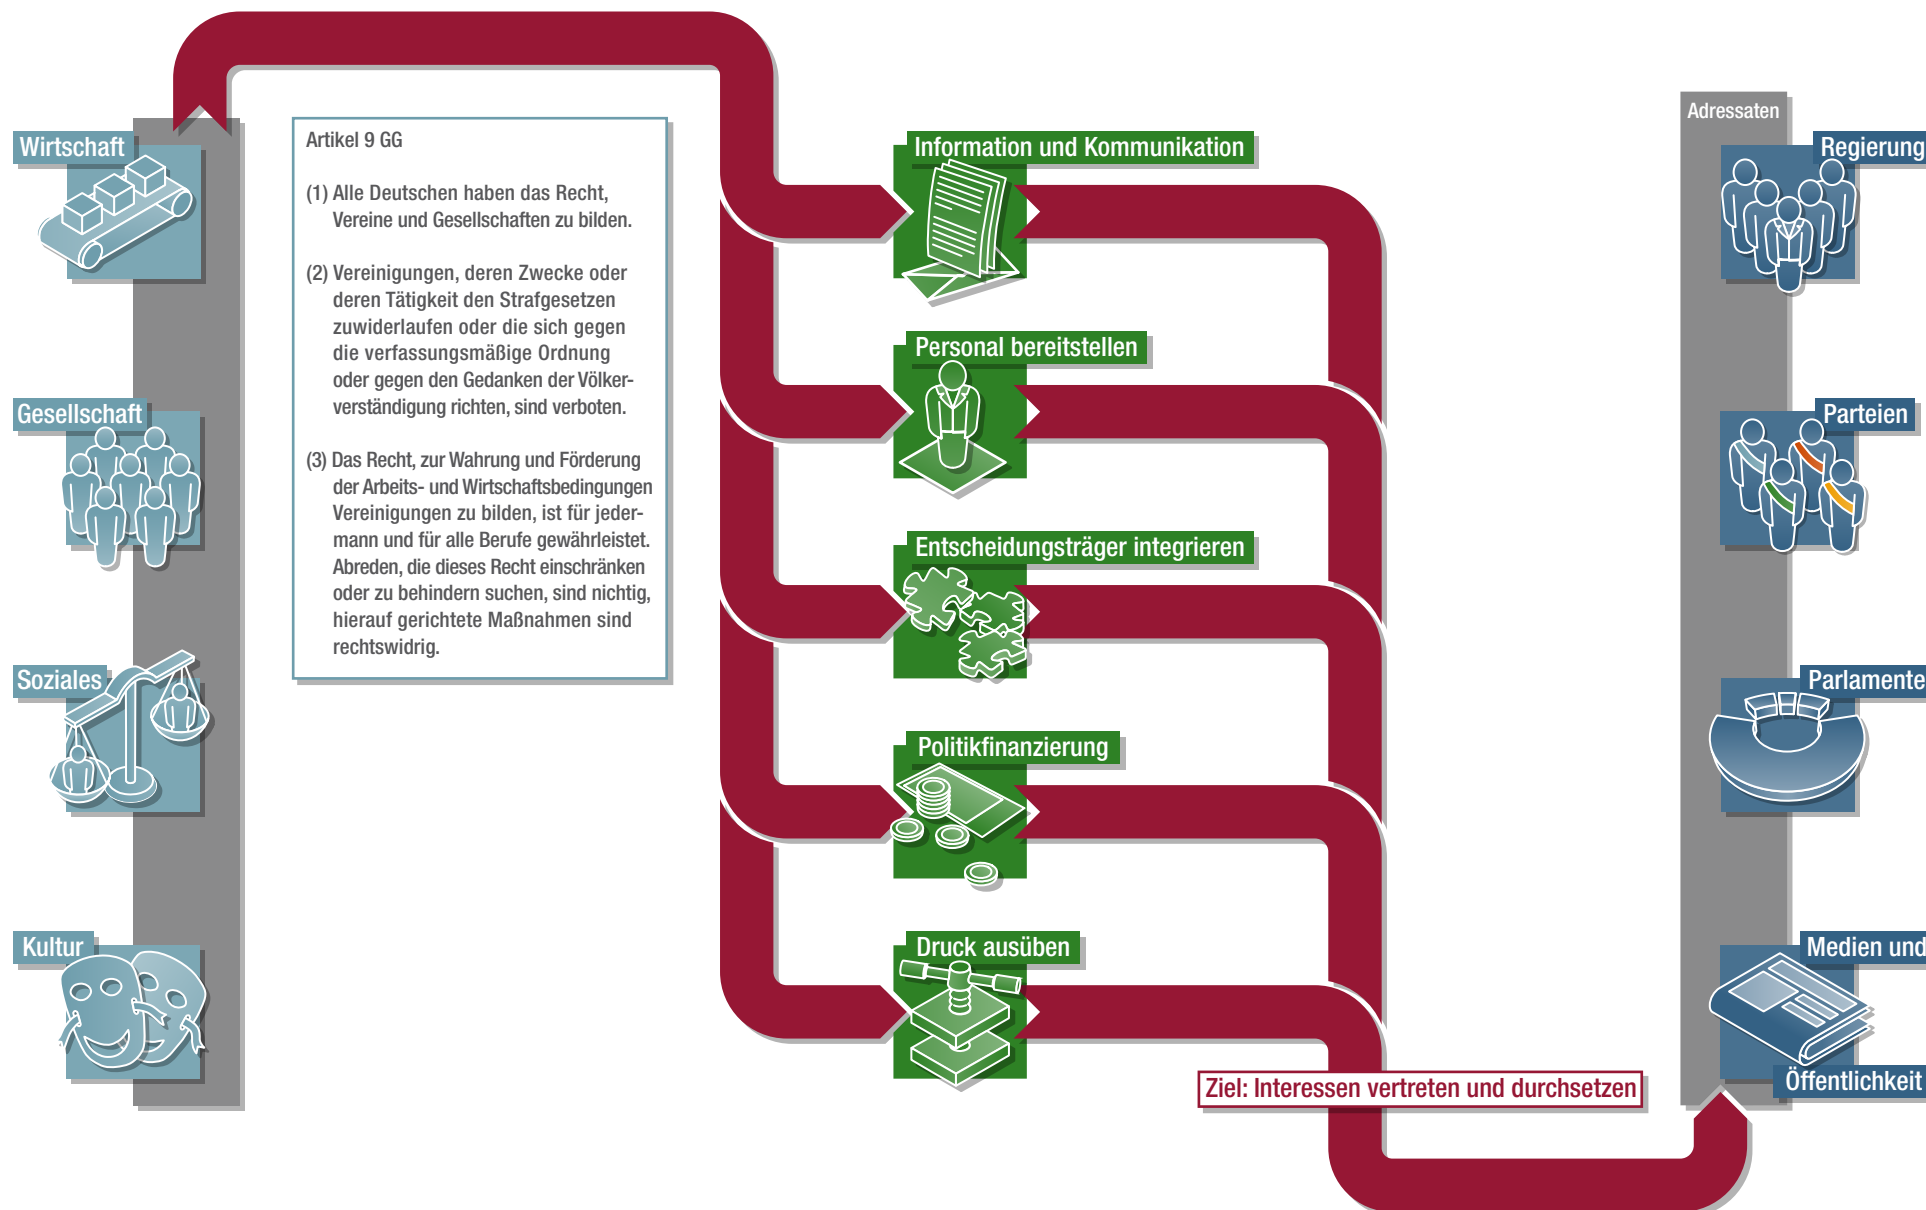 Wirtschaft
Gesellschaft
Soziales
Kultur
Artikel 9 GG
(1) Alle Deutschen haben das Recht,
Vereine und Gesellschaften zu bilden.
(2) Vereinigungen, deren Zwecke oder
deren Tätigkeit den Strafgesetzen
zuwiderlaufen oder die sich gegen
die verfassungsmäßige Ordnung
oder gegen den Gedanken der Völker-
verständigung richten, sind verboten.
(3) Das Recht, zur Wahrung und Förderung
der Arbeits- und Wirtschaftsbedingungen
Vereinigungen zu bilden, ist für jeder-
mann und für alle Berufe gewährleistet.
Abreden, die dieses Recht einschränken
oder zu behindern suchen, sind nichtig,
hierauf gerichtete Maßnahmen sind
rechtswidrig.
Information und Kommunikation
Personal bereitstellen
Entscheidungsträger integrieren
Politikfinanzierung
Druck ausüben
Ziel: Interessen vertreten und durchsetzen
Adressaten
Regierung
Parteien
Parlamente
Medien und
Öffentlichkeit